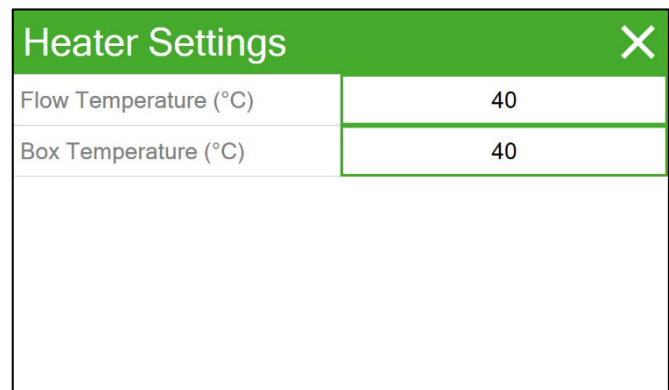 Heater Settings
Flow Temperature (°C) 40
Box Temperature (°C) 40